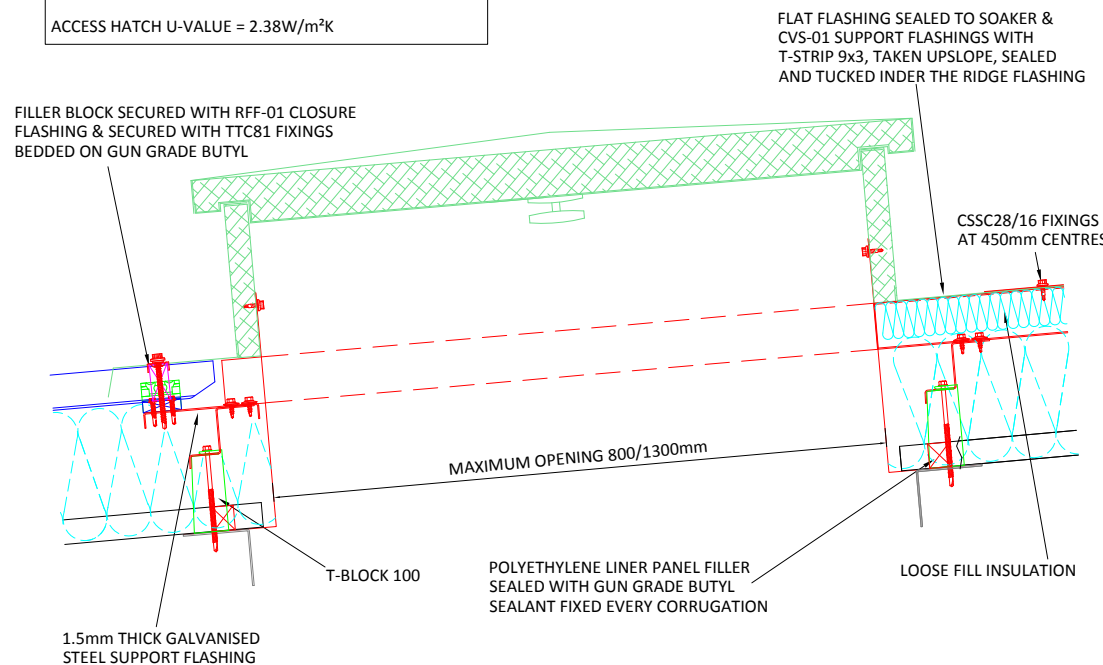 ACCESS HATCH U-VALUE = 2.38W/m²K
FLAT FLASHING SEALED TO SOAKER &
CVS-01 SUPPORT FLASHINGS WITH
T-STRIP 9x3, TAKEN UPSLOPE, SEALED
AND TUCKED INDER THE RIDGE FLASHING
FILLER BLOCK SECURED WITH RFF-01 CLOSURE
FLASHING & SECURED WITH TTC81 FIXINGS
BEDDED ON GUN GRADE BUTYL
CSSC28/16 FIXINGS
AT 450mm CENTRES
MAXIMUM OPENING 800/1300mm
T-BLOCK 100
POLYETHYLENE LINER PANEL FILLER
SEALED WITH GUN GRADE BUTYL
SEALANT FIXED EVERY CORRUGATION
LOOSE FILL INSULATION
1.5mm THICK GALVANISED
STEEL SUPPORT FLASHING